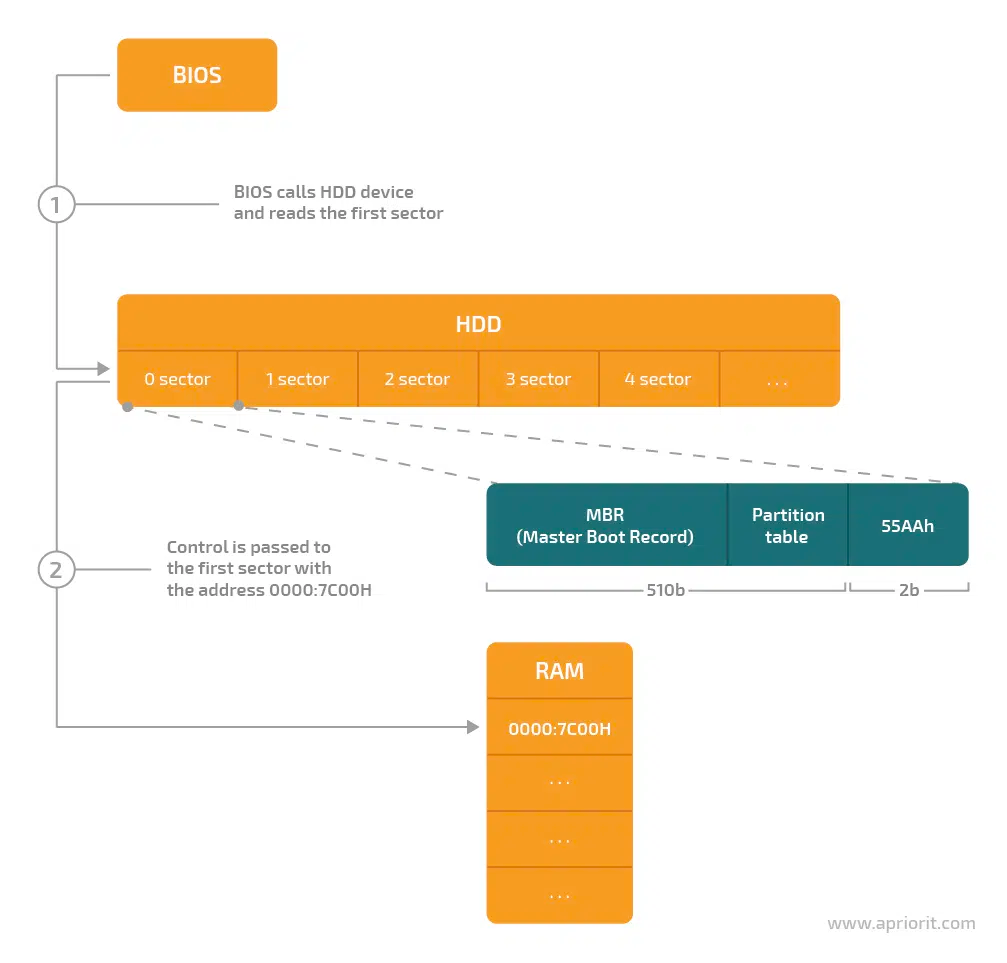 BIOS
1
BIOS calls HDD device
and reads the first sector
HDD
0 sector
1 sector
2 sector
3 sector
4 sector
...
MBR
(Master Boot Record)
Partition
table
55AAh
510b
2b
2
Control is passed to
the first sector with
the address 0000:7C00H
RAM
0000:7C00H
...
...
...
www.apriorit.com